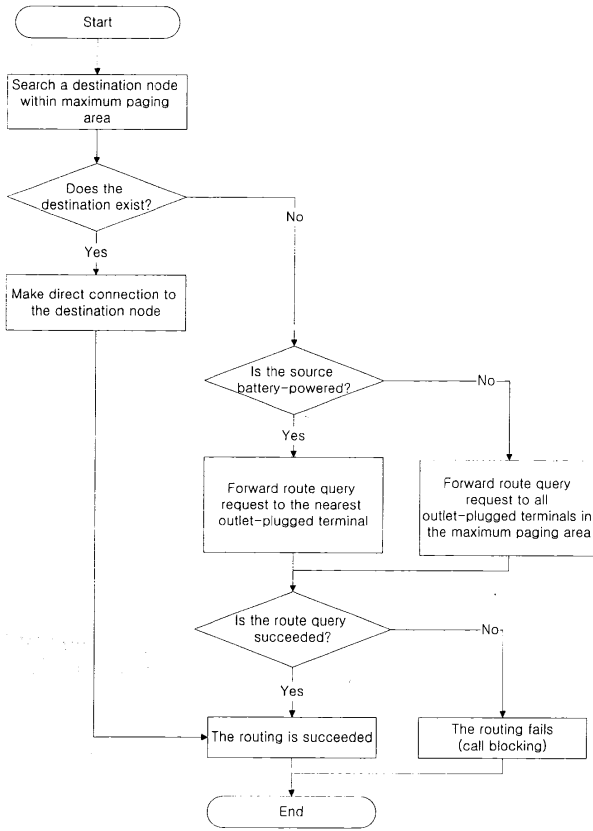 Start
Search a destination node
within maximum paging
area
Does the
destination exist?
No
Yes
Make direct connection to
the destination node
Is the source
battery-powered?
No
Yes
Forward route query
request to the nearest
outlet-plugged terminal
Forward route query
request to all
outlet-plugged terminals in
the maximum paging area
Is the route query
succeeded?
No
Yes
The routing is succeeded
The routing fails
(call blocking)
End